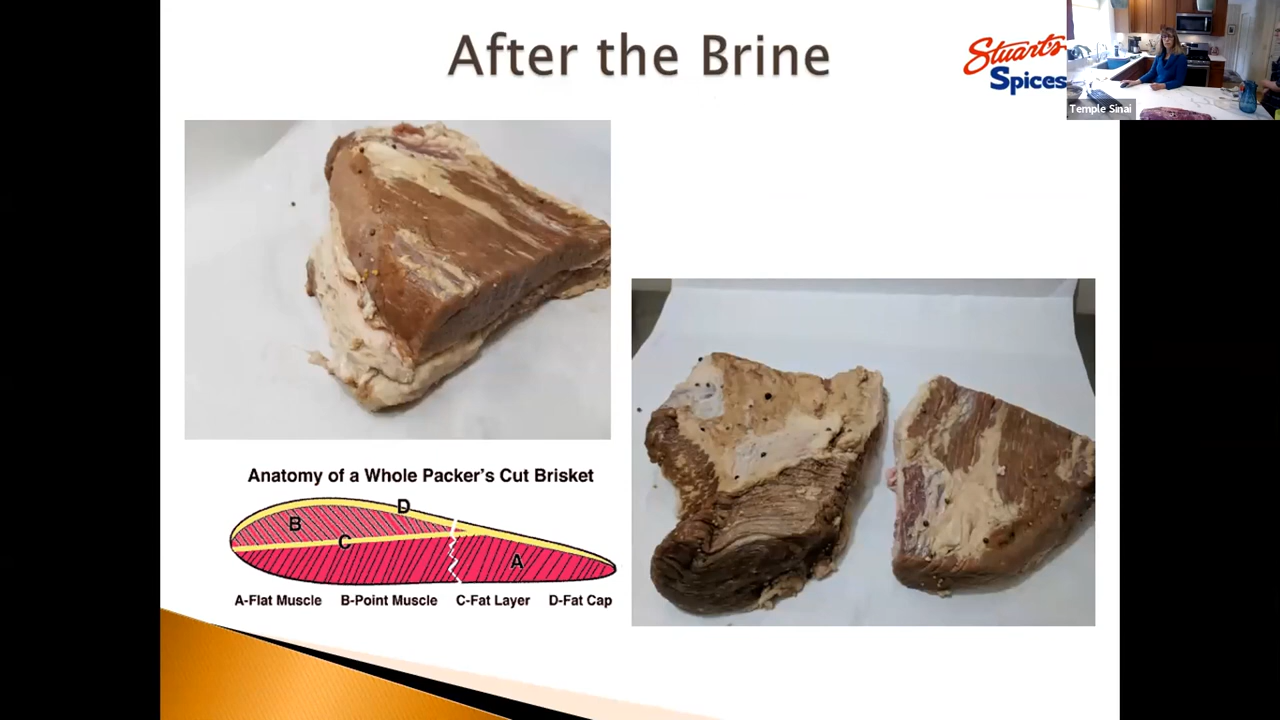 After the Brine
Stuart's
Spices
Temple Sinai
Anatomy of a Whole Packer's Cut Brisket
D
B
C
A
A-Flat Muscle B-Point Muscle C-Fat Layer D-Fat Cap